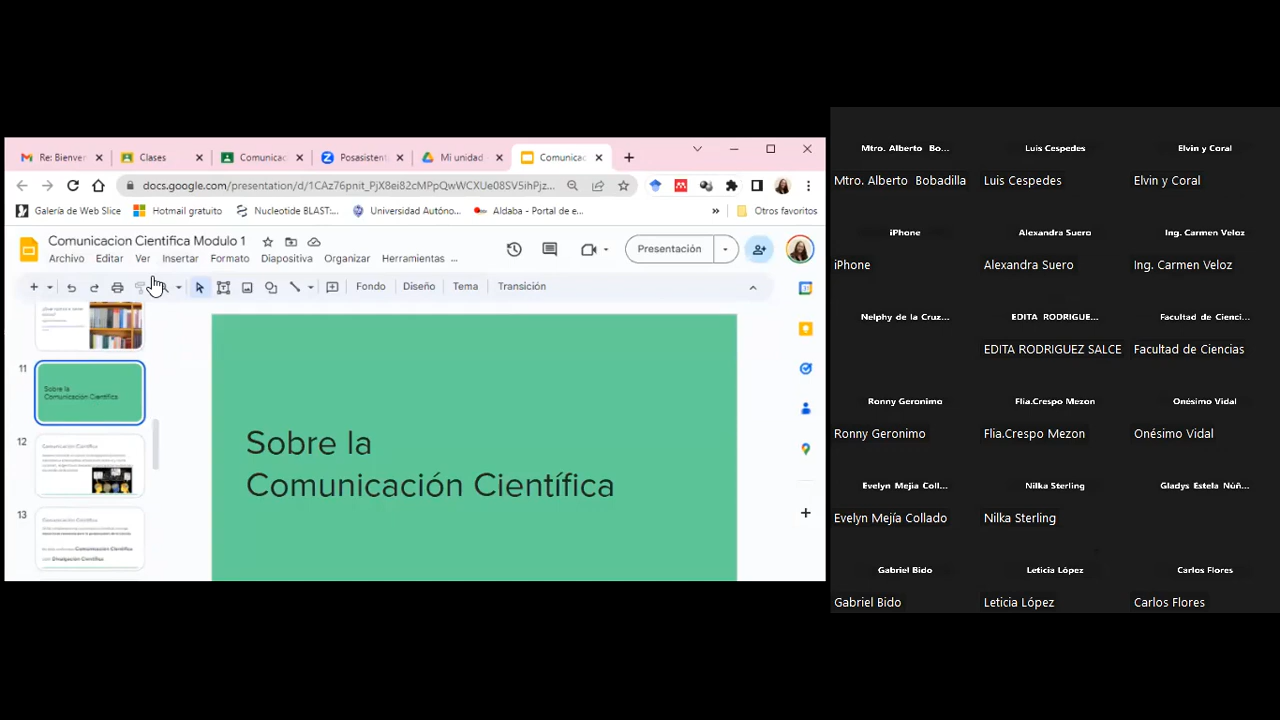 Re: Bienver
Clases
Comunicac
Posasistent
Mi unidad
Comunicac
docs.google.com/presentation/d/1CAz76pnit_PjX8ei82cMPpQwWCXUe08SV5ihPjz...
Galería de Web Slice
Hotmail gratuito
Nucleotide BLAST:...
Universidad Autóno...
Aldaba - Portal de e...
»
Otros favoritos
Comunicacion Cientifica Modulo 1
Archivo Editar Ver Insertar Formato Diapositiva Organizar Herramientas ...
Presentación
Fondo Diseño Tema Transición
11
Sobre la
Comunicación Científica
12
Comunicación Científica
13
Comunicación Científica
Comunicación Científica
Divulgación Científica
Sobre la
Comunicación Científica
Mtro. Alberto Bo... Luis Cespedes Elvin y Coral
Mtro. Alberto Bobadilla Luis Cespedes Elvin y Coral
iPhone Alexandra Suero Ing. Carmen Veloz
iPhone Alexandra Suero Ing. Carmen Veloz
Nelphy de la Cruz... EDITA RODRIGUE... Facultad de Cienci...
EDITA RODRIGUEZ SALCE Facultad de Ciencias
Ronny Geronimo Flia.Crespo Mezon Onésimo Vidal
Ronny Geronimo Flia.Crespo Mezon Onésimo Vidal
Evelyn Mejía Coll... Nilka Sterling Gladys Estela Núñ...
Evelyn Mejía Collado Nilka Sterling
Gabriel Bido Leticia López Carlos Flores
Gabriel Bido Leticia López Carlos Flores